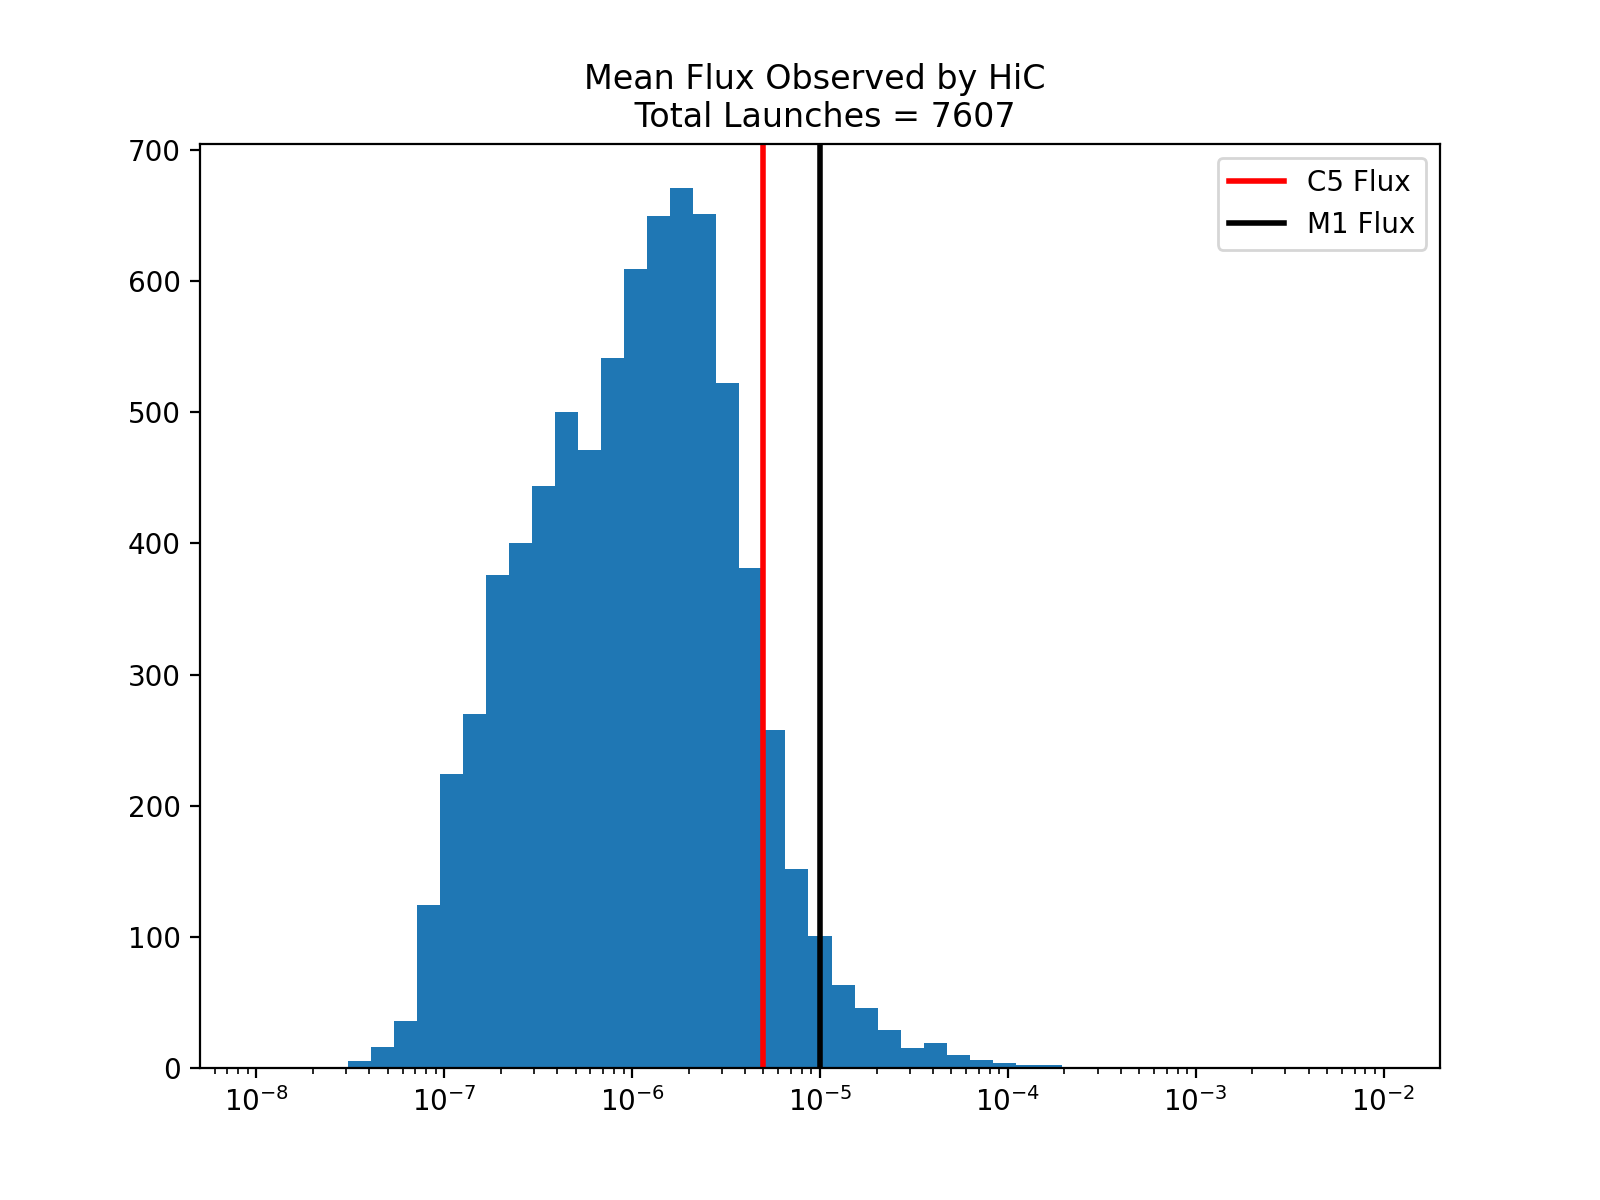 Mean Flux Observed by HiC
Total Launches = 7607
C5 Flux
M1 Flux
700
600
500
400
300
200
100
0
10⁻⁸ 10⁻⁷ 10⁻⁶ 10⁻⁵ 10⁻⁴ 10⁻³ 10⁻²